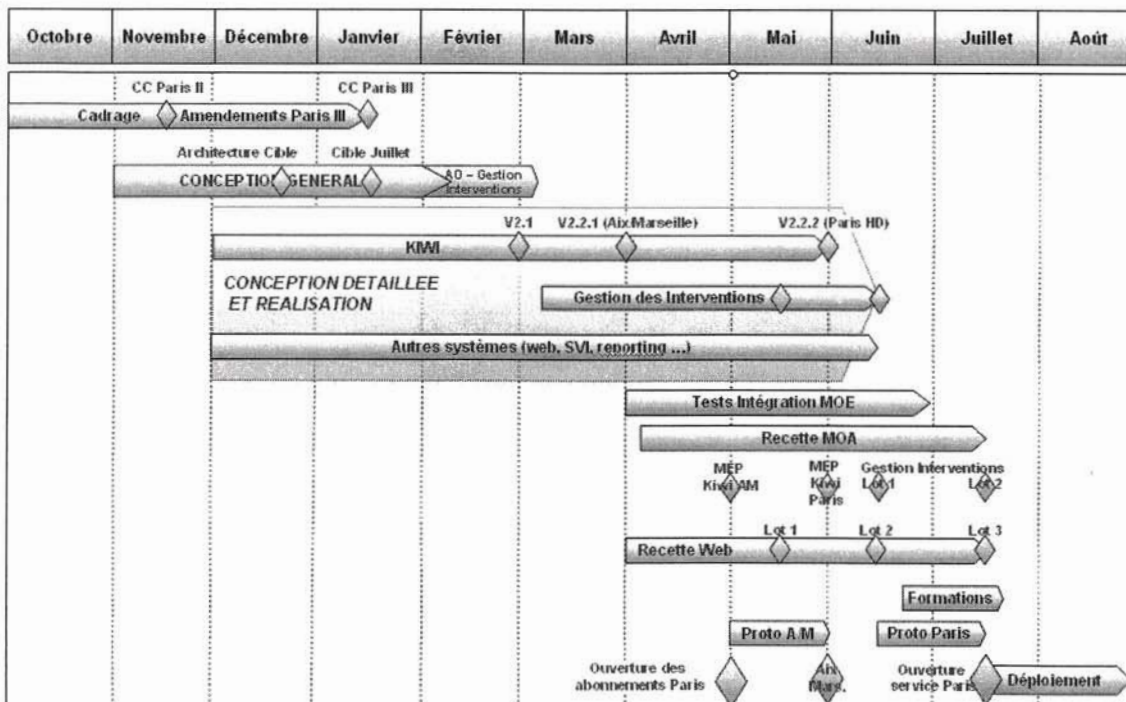 Octobre Novembre Décembre Janvier Février Mars Avril Mai Juin Juillet Août
CC Paris II CC Paris III
Cadrage Amendements Paris III
Architecture Cible Cible Juillet
CONCEPTION GENERAL AO – Gestion
Interventions
V2.1 V2.2.1 (Aix/Marseille) V2.2.2 (Paris HD)
KIWI
CONCEPTION DETAILLEE
ET REALISATION
Gestion des Interventions
Autres systèmes (web, SVI, reporting ...)
Tests Intégration MOE
Recette MOA
MEP
Kiwi AM
MEP
Kiwi
Paris
Gestion Interventions
Lot 1 Lot 2
Lot 1 Lot 2 Lot 3
Recette Web
Formations
Proto A/M Proto Paris
Ouverture des
abonnements Paris
Aix
Mars.
Ouverture
service Paris
Déploiement